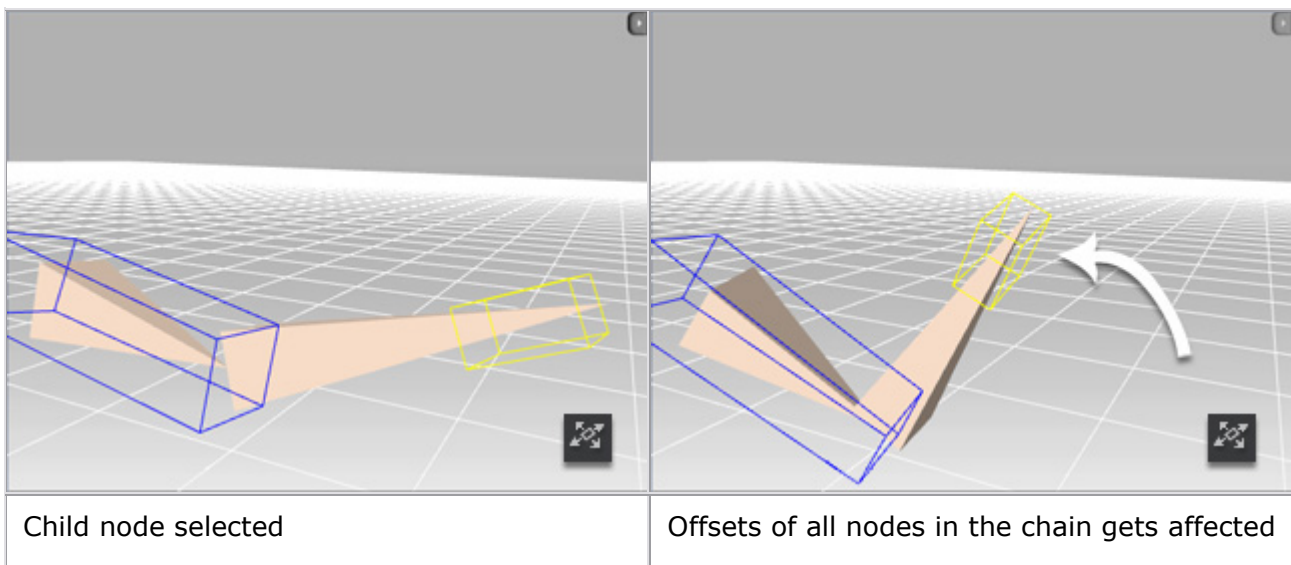 Child node selected
Offsets of all nodes in the chain gets affected